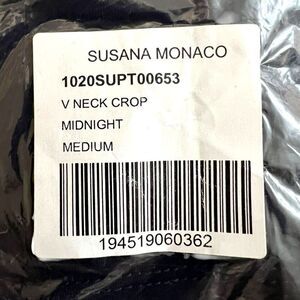 SUSANA MONACO
1020SUPT00653
V NECK CROP
MIDNIGHT
MEDIUM
194519060362